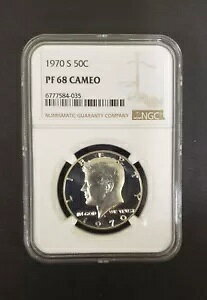 1970 S 50C
PF 68 CAMEO
6777584-035
NUMISMATIC GUARANTY COMPANY
NGC
LIBERTY
IN GOD WE TRUST
1970